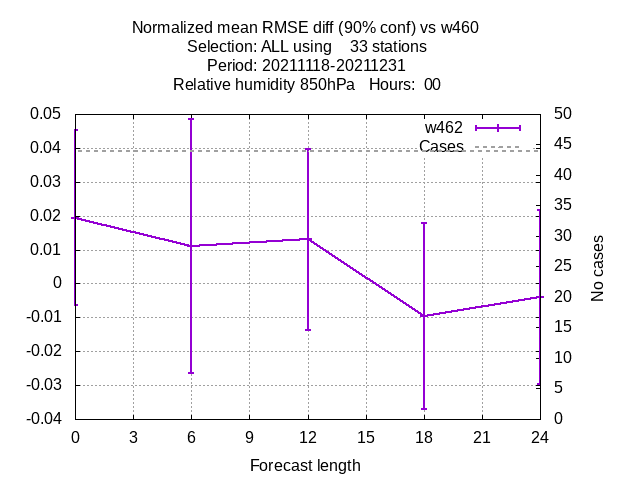 Normalized mean RMSE diff (90% conf) vs w460
Selection: ALL using 33 stations
Period: 20211118-20211231
Relative humidity 850hPa Hours: 00
w462
Cases
0.05
0.04
0.03
0.02
0.01
0
-0.01
-0.02
-0.03
-0.04
50
45
40
35
30
25
20
15
10
5
0
No cases
0 3 6 9 12 15 18 21 24
Forecast length